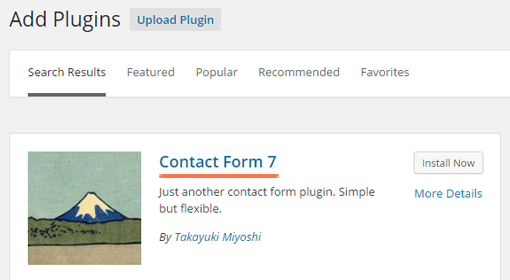 Add Plugins Upload Plugin
Search Results Featured Popular Recommended Favorites
Contact Form 7
Install Now
Just another contact form plugin. Simple
but flexible.
More Details
By Takayuki Miyoshi